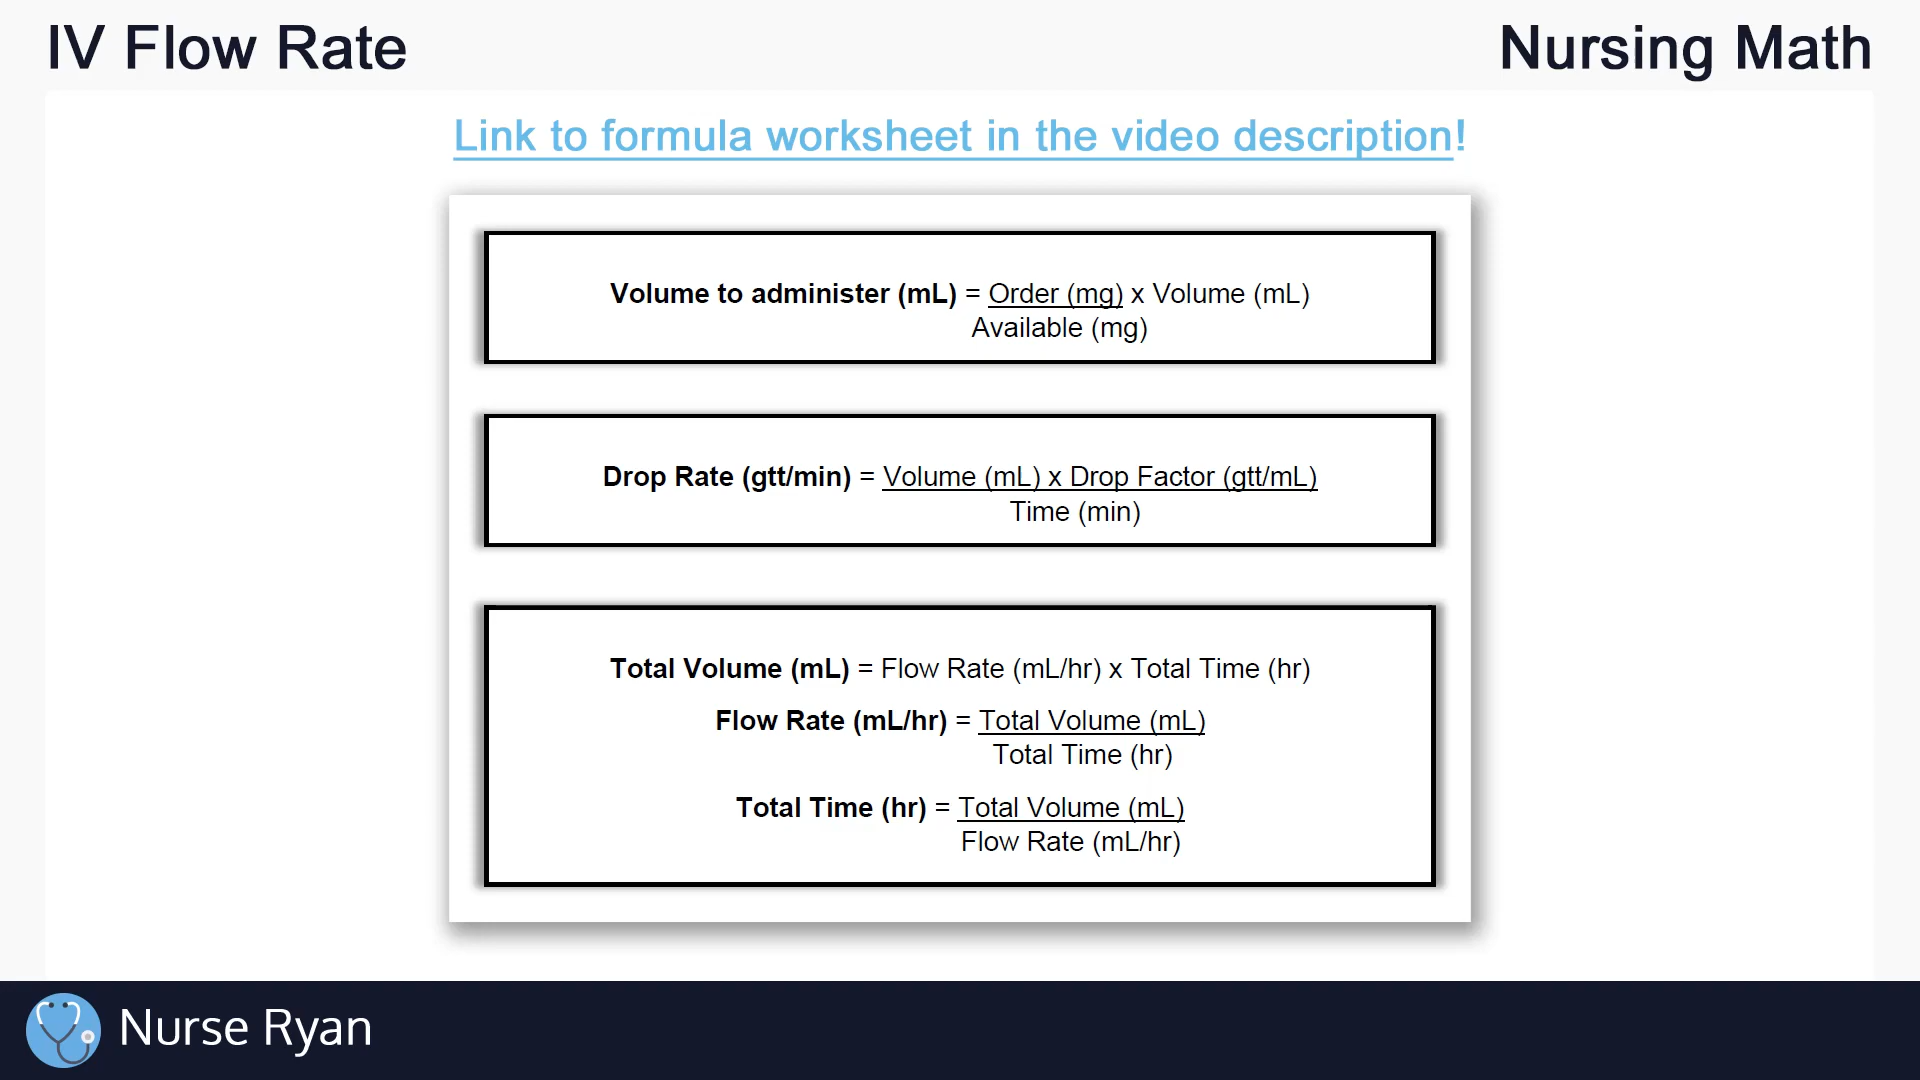 IV Flow Rate
Nursing Math
Link to formula worksheet in the video description!
Volume to administer (mL) = Order (mg) x Volume (mL)
Available (mg)
Drop Rate (gtt/min) = Volume (mL) x Drop Factor (gtt/mL)
Time (min)
Total Volume (mL) = Flow Rate (mL/hr) x Total Time (hr)
Flow Rate (mL/hr) = Total Volume (mL)
Total Time (hr)
Total Time (hr) = Total Volume (mL)
Flow Rate (mL/hr)
Nurse Ryan